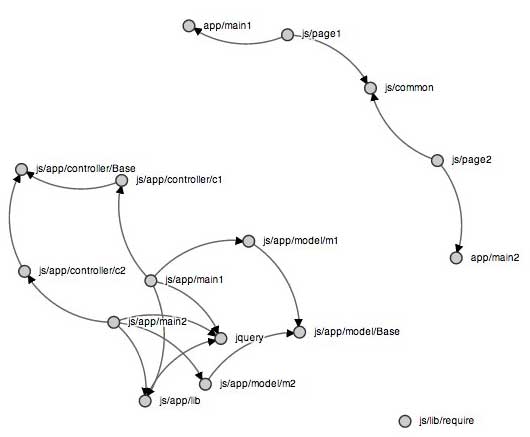 app/main1
js/page1
js/common
js/page2
js/app/controller/Base
js/app/controller/c1
js/app/model/m1
app/main2
js/app/controller/c2
js/app/main1
js/app/main2
js/app/model/Base
jquery
js/app/model/m2
js/app/lib
js/lib/require